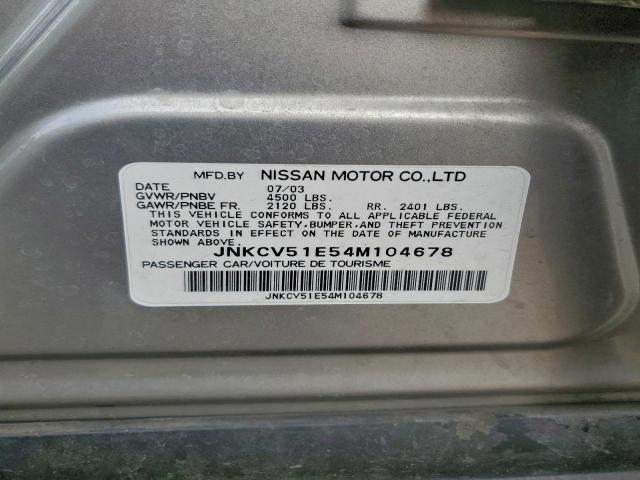 MFD.BY NISSAN MOTOR CO.,LTD
DATE 07/03
GVWR/PNBV 4500 LBS.
GAWR/PNBE FR. 2120 LBS. RR. 2401 LBS.
THIS VEHICLE CONFORMS TO ALL APPLICABLE FEDERAL
MOTOR VEHICLE SAFETY,BUMPER,AND THEFT PREVENTION
STANDARDS IN EFFECT ON THE DATE OF MANUFACTURE
SHOWN ABOVE. JNKCV51E54M104678
PASSENGER CAR/VOITURE DE TOURISME
JNKCV51E54M104678